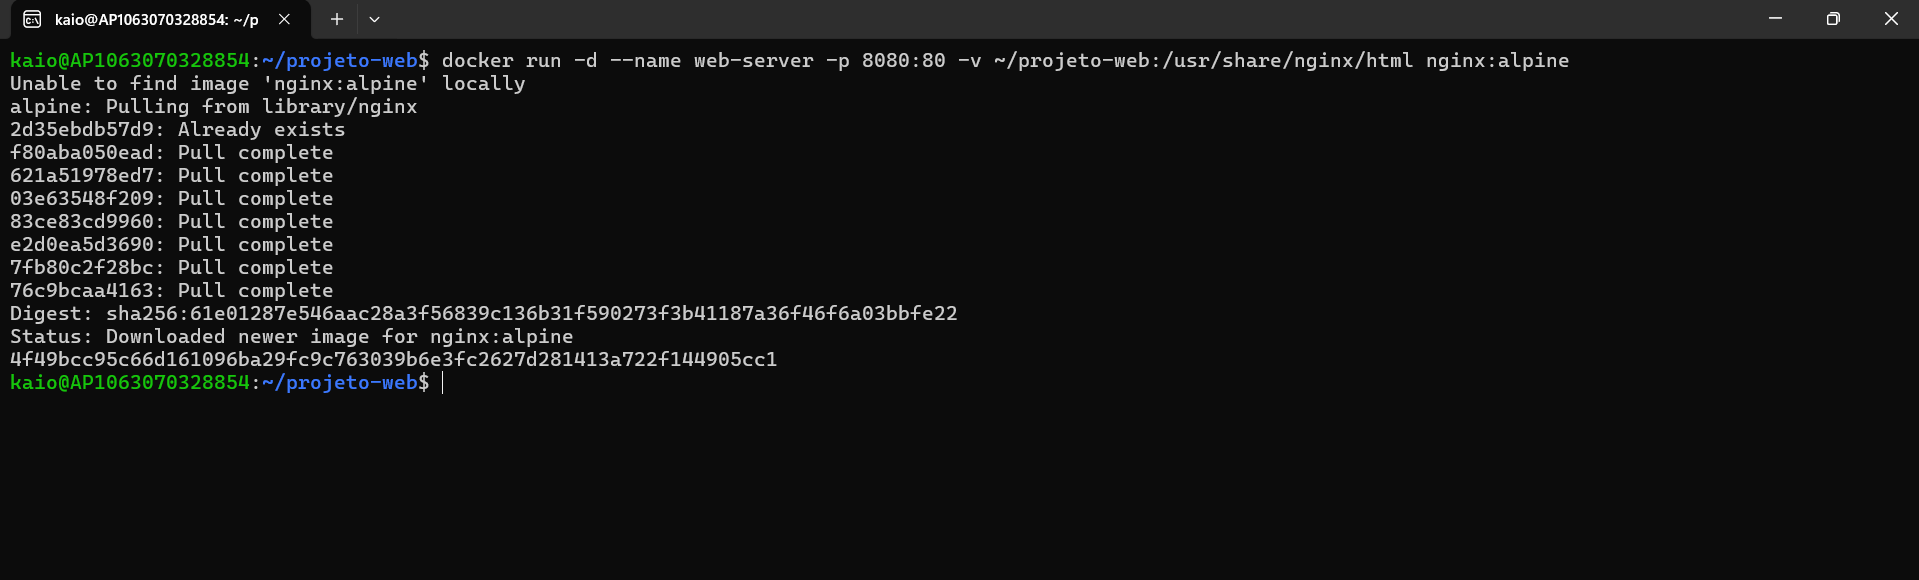 kaio@AP1063070328854: ~/p
kaio@AP1063070328854:~/projeto-web$ docker run -d --name web-server -p 8080:80 -v ~/projeto-web:/usr/share/nginx/html nginx:alpine
Unable to find image 'nginx:alpine' locally
alpine: Pulling from library/nginx
2d35ebdb57d9: Already exists
f80aba050ead: Pull complete
621a51978ed7: Pull complete
03e63548f209: Pull complete
83ce83cd9960: Pull complete
e2d0ea5d3690: Pull complete
7fb80c2f28bc: Pull complete
76c9bcaa4163: Pull complete
Digest: sha256:61e01287e546aac28a3f56839c136b31f590273f3b41187a36f46f6a03bbfe22
Status: Downloaded newer image for nginx:alpine
4f49bcc95c66d161096ba29fc9c763039b6e3fc2627d281413a722f144905cc1
kaio@AP1063070328854:~/projeto-web$